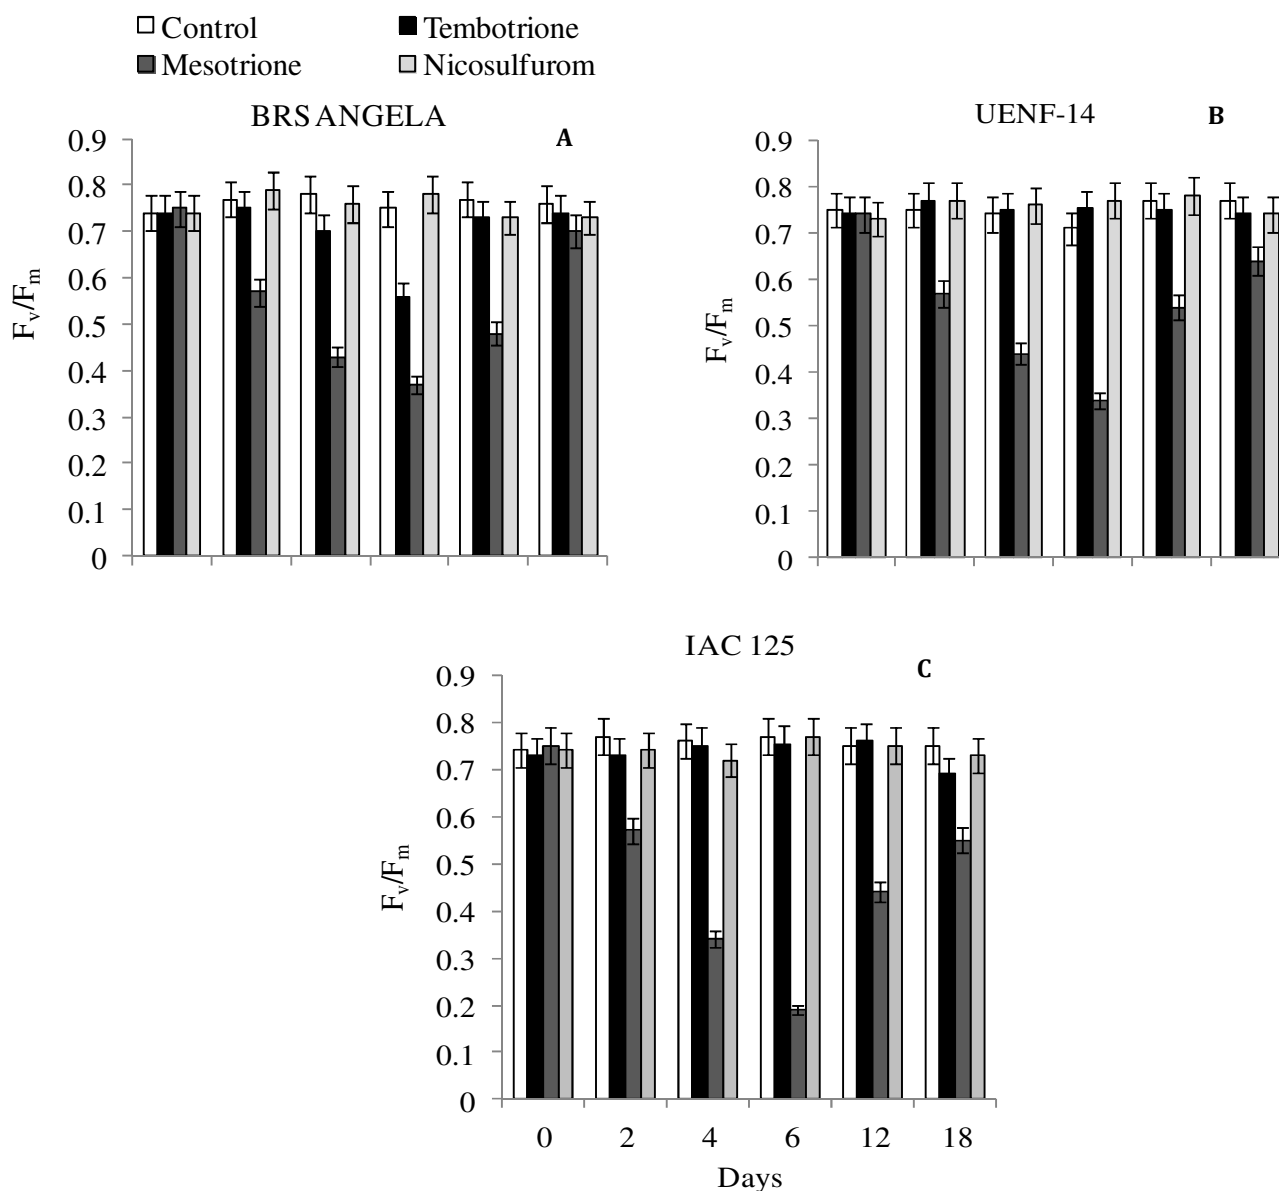 Control
Tembotrione
Mesotrione
Nicosulfurom
BRS ANGELA
A
0.9
0.8
0.7
0.6
0.5
0.4
0.3
0.2
0.1
0
Fv/Fm
UENF-14
B
0.9
0.8
0.7
0.6
0.5
0.4
0.3
0.2
0.1
0
Fv/Fm
IAC 125
C
0.9
0.8
0.7
0.6
0.5
0.4
0.3
0.2
0.1
0
Fv/Fm
0 2 4 6 12 18
Days